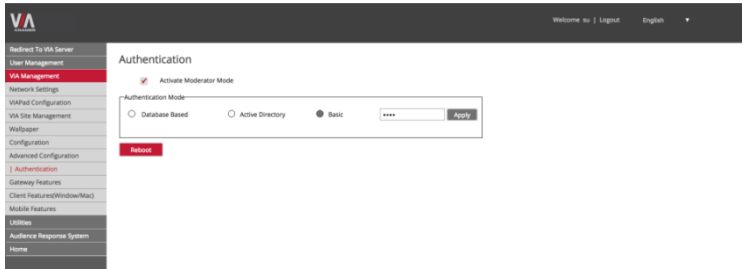 VIA
Welcome su | Logout English ▼
Redirect To VIA Server
User Management
VIA Management
Network Settings
VIAPad Configuration
VIA Site Management
Wallpaper
Configuration
Advanced Configuration
| Authentication
Gateway Features
Client Features(Window/Mac)
Mobile Features
Utilities
Audience Response System
Home
Authentication
Activate Moderator Mode
Authentication Mode
Database Based Active Directory Basic •••• Apply
Reboot